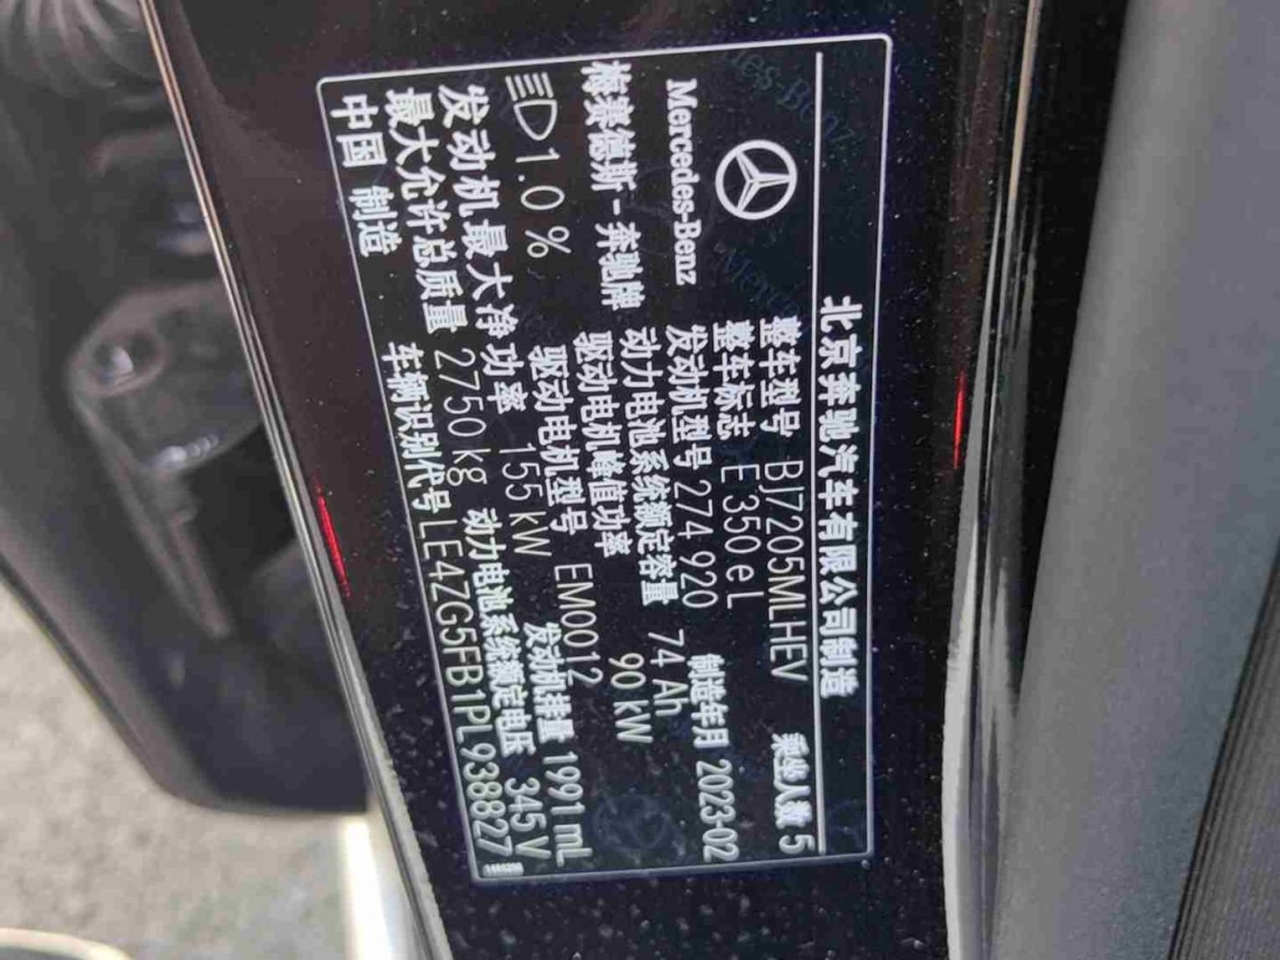 北京奔驰汽车有限公司制造
Mercedes-Benz
梅赛德斯-奔驰牌
整车型号 BJ7205MLHEV 乘坐人数 5
整车标志 E 350 e L
发动机型号 274 920 制造年月 2023-02
动力电池系统额定容量 74 Ah
驱动电机峰值功率 90 kW
1.0% 驱动电机型号 EM0012 发动机排量 1991 mL
发动机最大净功率 155 kW 动力电池系统额定电压 345 V
最大允许总质量 2750 kg
中国 制造 车辆识别代号 LE4ZG5FB1PL938827